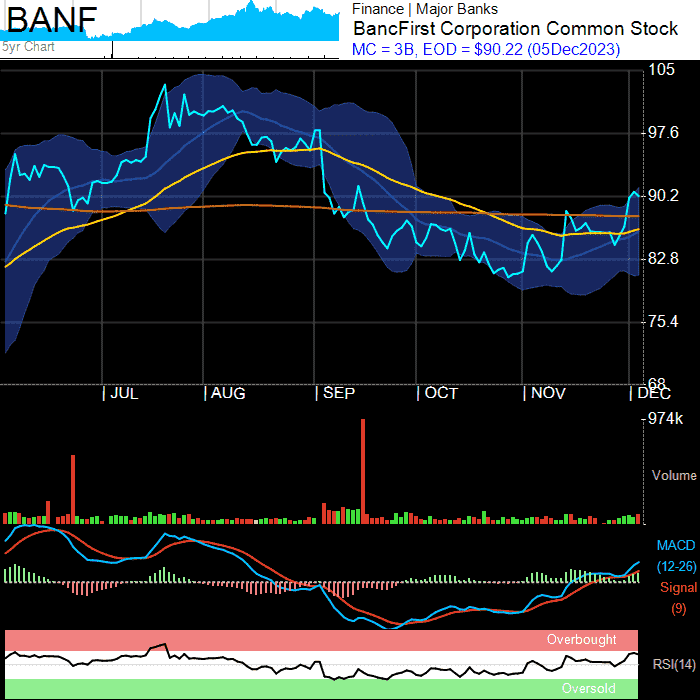 BANF
5yr Chart
Finance | Major Banks
BancFirst Corporation Common Stock
MC = 3B, EOD = $90.22 (05Dec2023)
105
97.6
90.2
82.8
75.4
68
JUL AUG SEP OCT NOV DEC
974k
Volume
MACD
(12-26)
Signal
(9)
Overbought
RSI(14)
Oversold